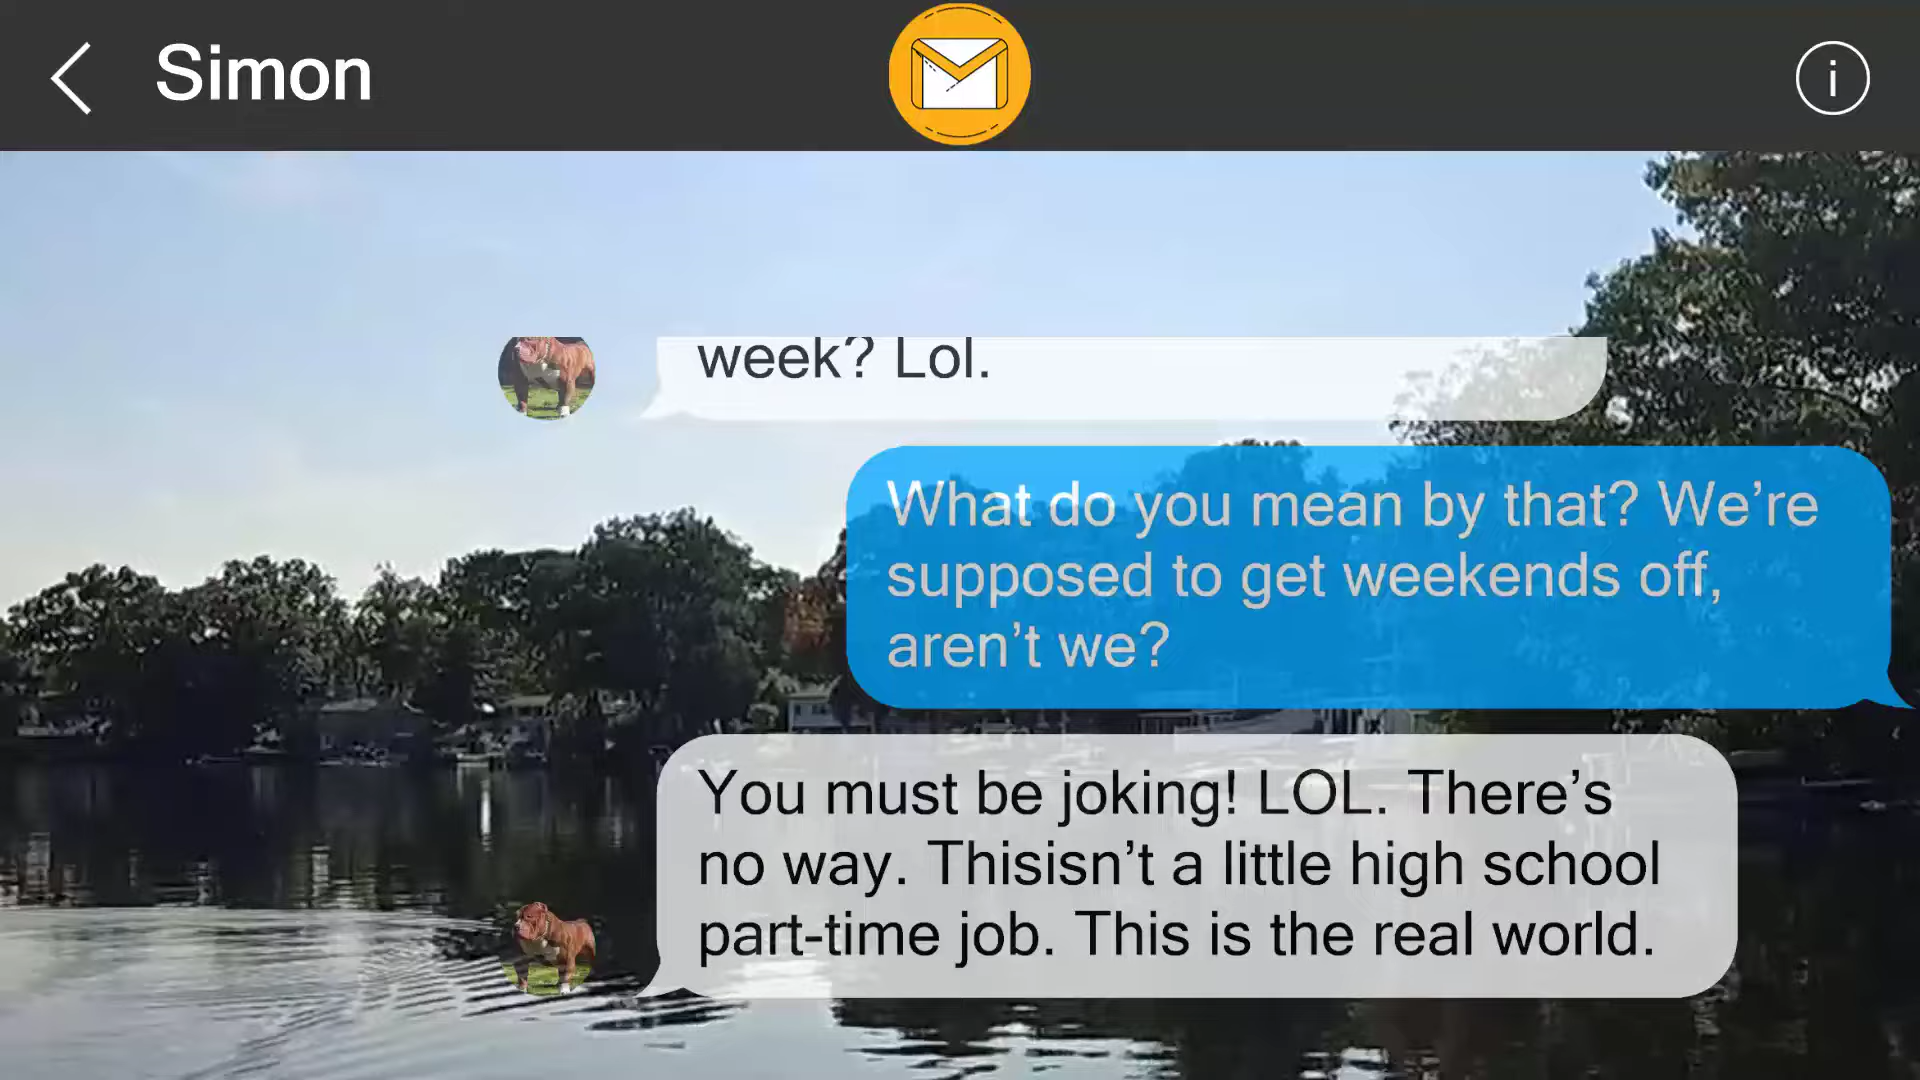 Simon
i
week? Lol.
What do you mean by that? We’re
supposed to get weekends off,
aren’t we?
You must be joking! LOL. There’s
no way. Thisisn’t a little high school
part-time job. This is the real world.